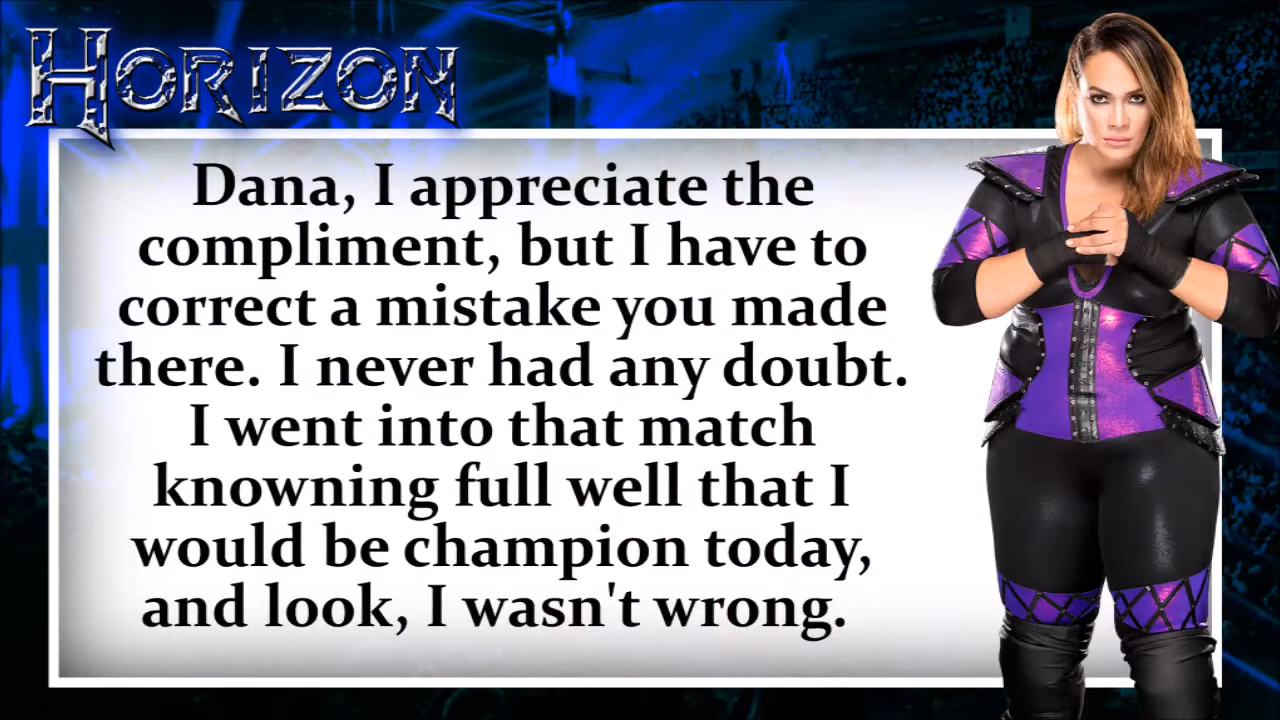 HORIZON
Dana, I appreciate the
compliment, but I have to
correct a mistake you made
there. I never had any doubt.
I went into that match
knowning full well that I
would be champion today,
and look, I wasn't wrong.